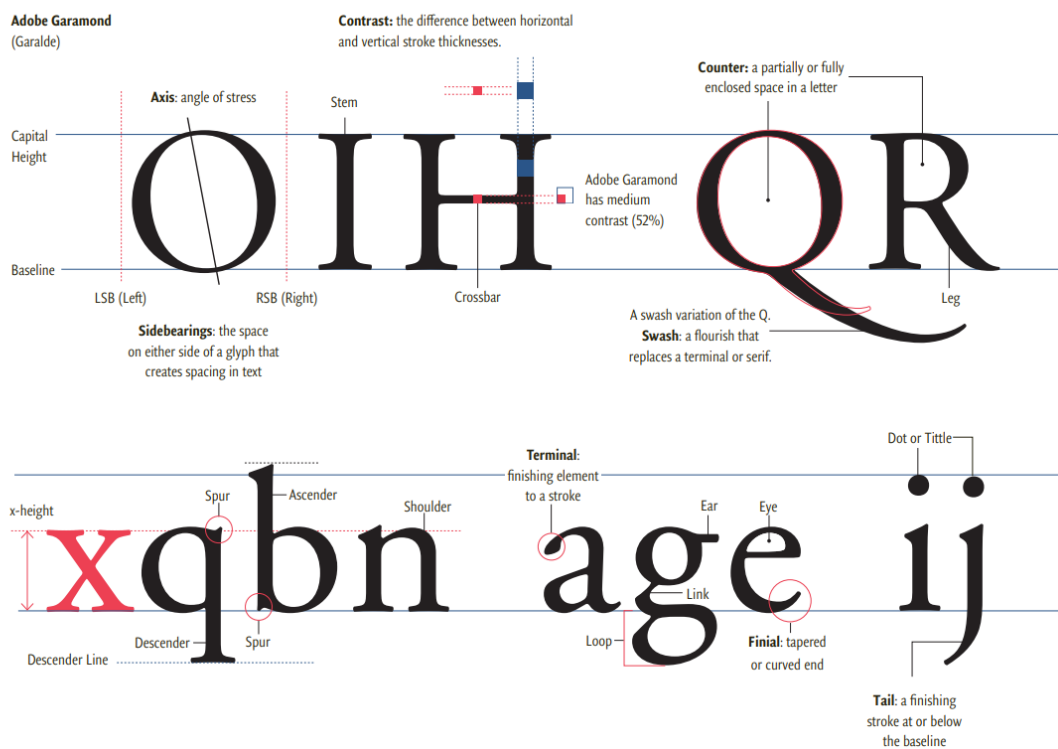 Adobe Garamond
(Garalde)
Contrast: the difference between horizontal
and vertical stroke thicknesses.
Counter: a partially or fully
enclosed space in a letter
Axis: angle of stress
Stem
Capital
Height
O I H Q R
Adobe Garamond
has medium
contrast (52%)
Baseline
LSB (Left)
RSB (Right)
Crossbar
Leg
Sidebearings: the space
on either side of a glyph that
creates spacing in text
A swash variation of the Q.
Swash: a flourish that
replaces a terminal or serif.
Dot or Tittle
Terminal:
finishing element
to a stroke
x-height
Spur
Ascender
Shoulder
Ear
Eye
x q b n a g e i j
Link
Descender
Spur
Loop
Finial: tapered
or curved end
Descender Line
Tail: a finishing
stroke at or below
the baseline